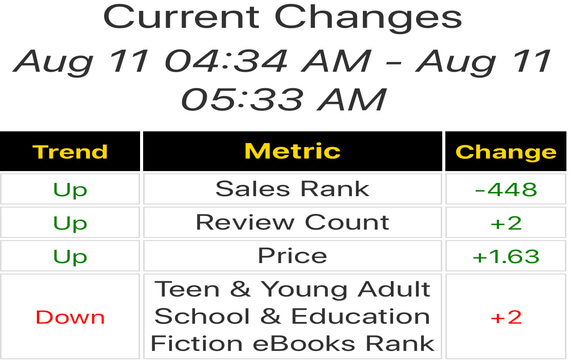 Current Changes
Aug 11 04:34 AM - Aug 11
05:33 AM
Trend Metric Change
Up Sales Rank -448
Up Review Count +2
Up Price +1.63
Teen & Young Adult
Down School & Education +2
Fiction eBooks Rank